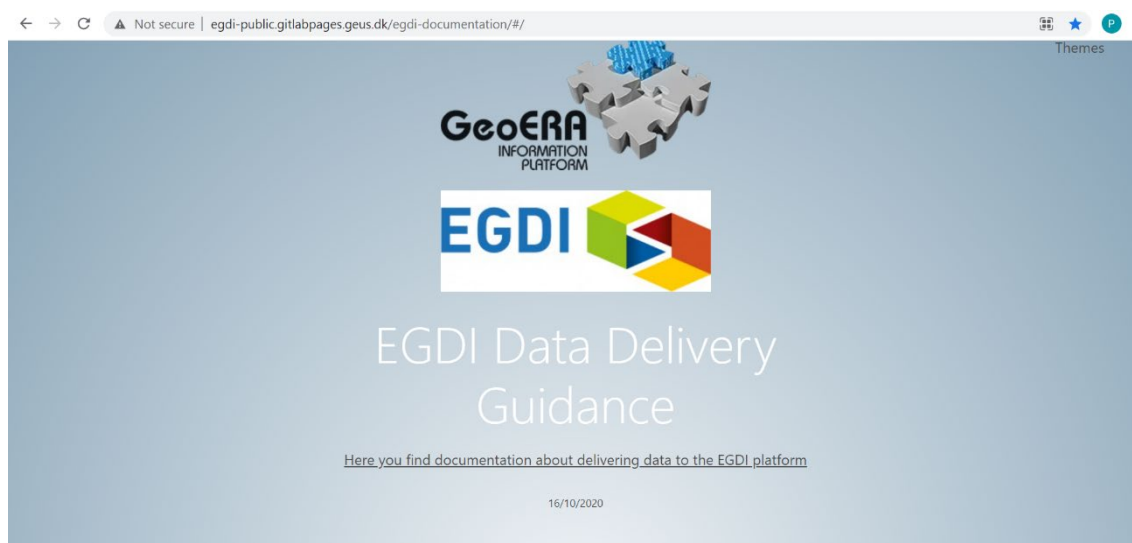 Not secure | egdi-public.gitlabpages.geus.dk/egdi-documentation/#/
P
Themes
GeoERA
INFORMATION
PLATFORM
EGDI
EGDI Data Delivery
Guidance
Here you find documentation about delivering data to the EGDI platform
16/10/2020